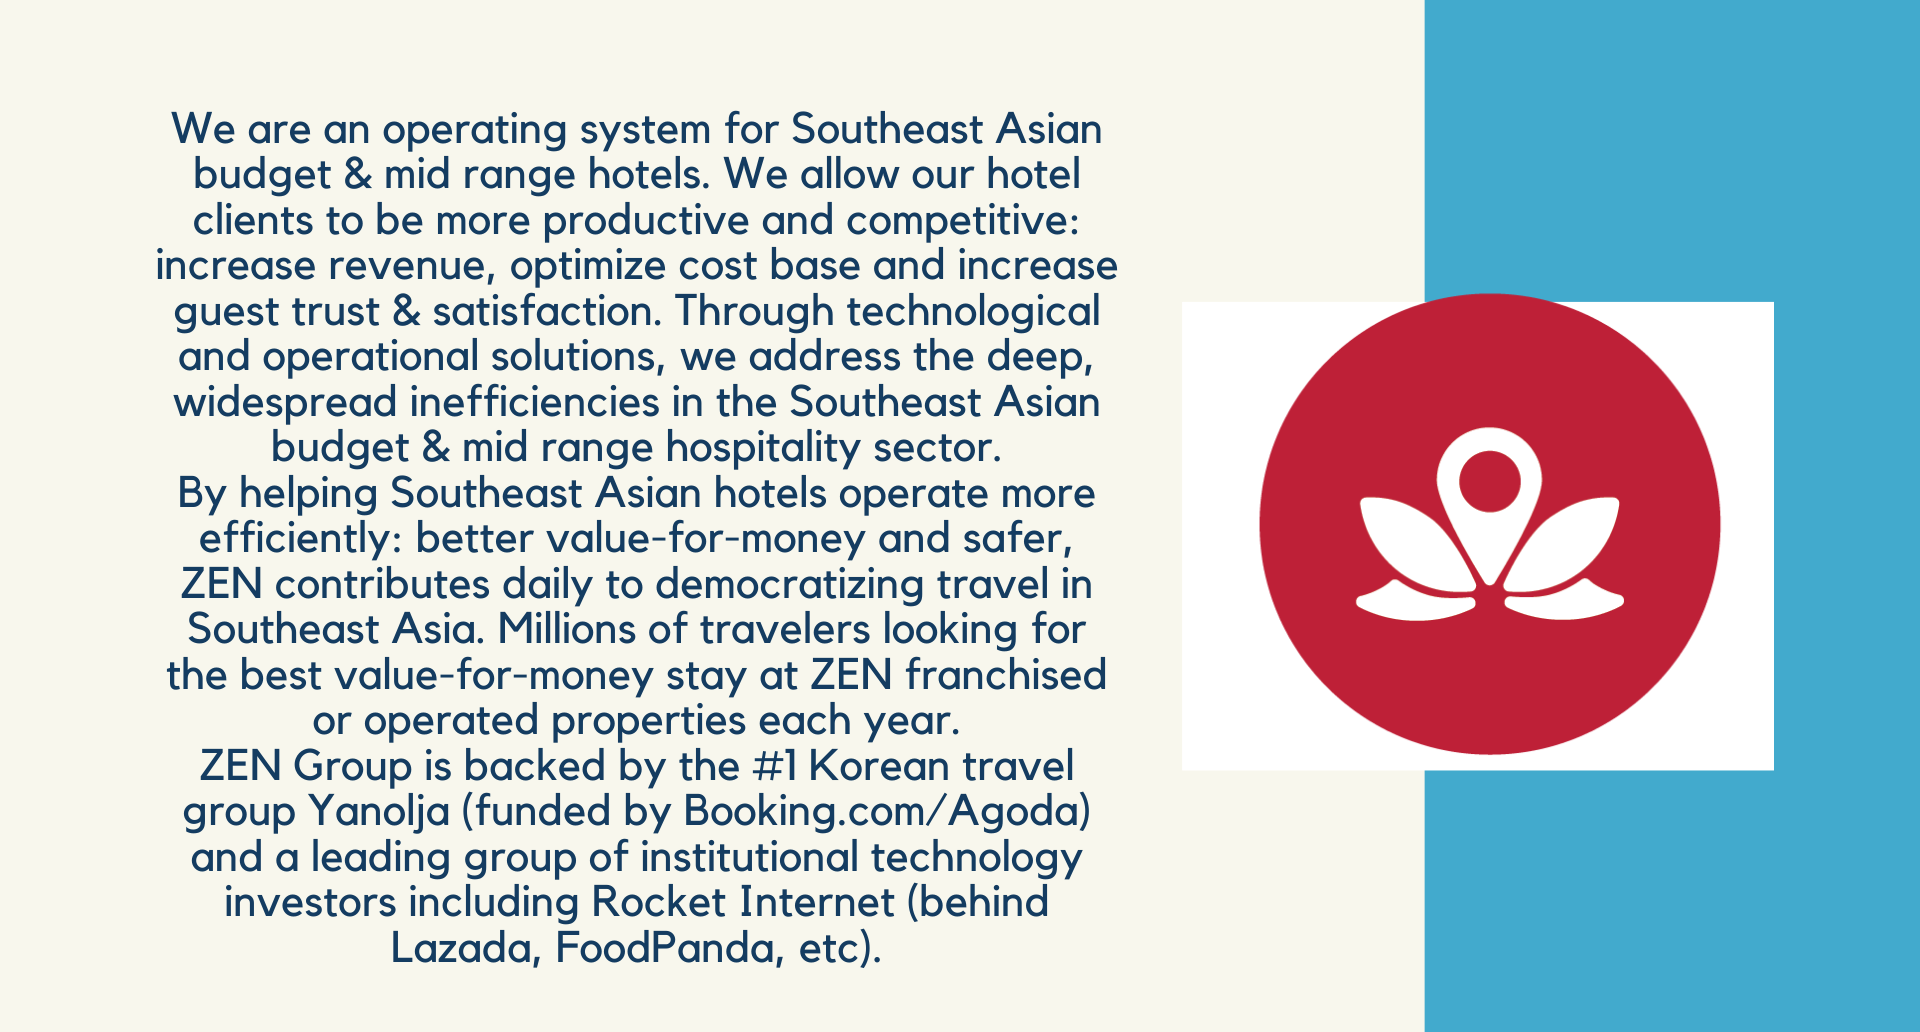 We are an operating system for Southeast Asian
budget & mid range hotels. We allow our hotel
clients to be more productive and competitive:
increase revenue, optimize cost base and increase
guest trust & satisfaction. Through technological
and operational solutions, we address the deep,
widespread inefficiencies in the Southeast Asian
budget & mid range hospitality sector.
By helping Southeast Asian hotels operate more
efficiently: better value-for-money and safer,
ZEN contributes daily to democratizing travel in
Southeast Asia. Millions of travelers looking for
the best value-for-money stay at ZEN franchised
or operated properties each year.
ZEN Group is backed by the #1 Korean travel
group Yanolja (funded by Booking.com/Agoda)
and a leading group of institutional technology
investors including Rocket Internet (behind
Lazada, FoodPanda, etc).